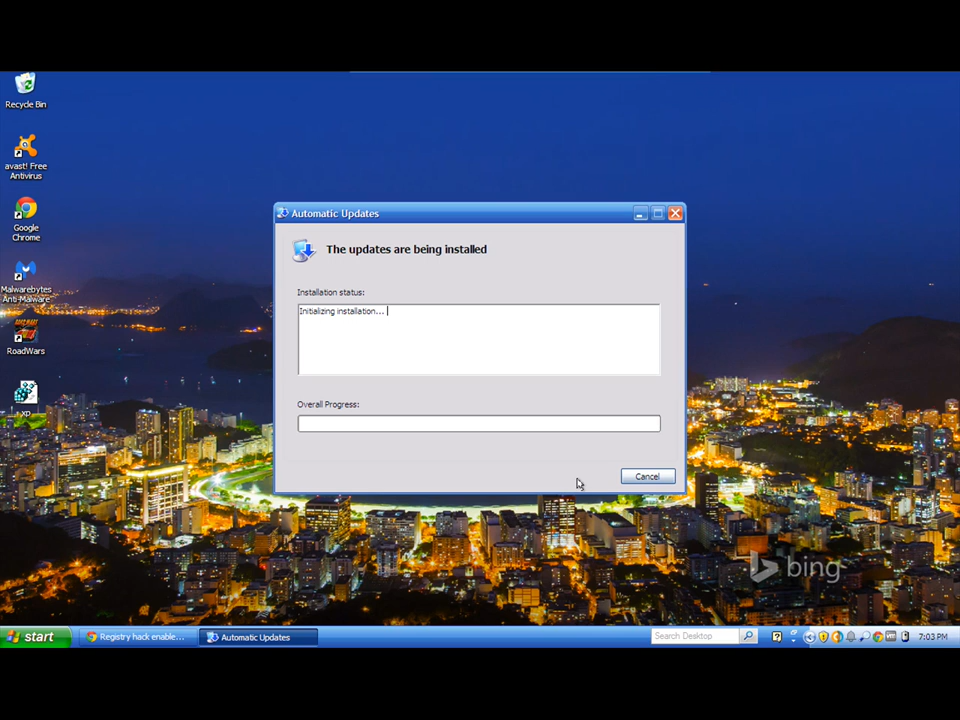 Recycle Bin
avast! Free
Antivirus
Google
Chrome
Malwarebytes
Anti-Malware
RoadWars
xp
Automatic Updates
The updates are being installed
Installation status:
Initializing installation...
Overall Progress:
Cancel
bing
start
Registry hack enable...
Automatic Updates
Search Desktop
7:03 PM